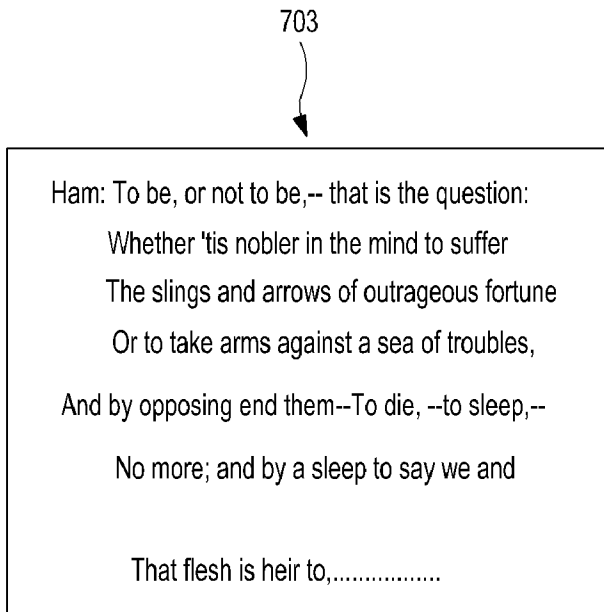 703
Ham: To be, or not to be,-- that is the question:
Whether 'tis nobler in the mind to suffer
The slings and arrows of outrageous fortune
Or to take arms against a sea of troubles,
And by opposing end them--To die, --to sleep,--
No more; and by a sleep to say we and
That flesh is heir to,.................